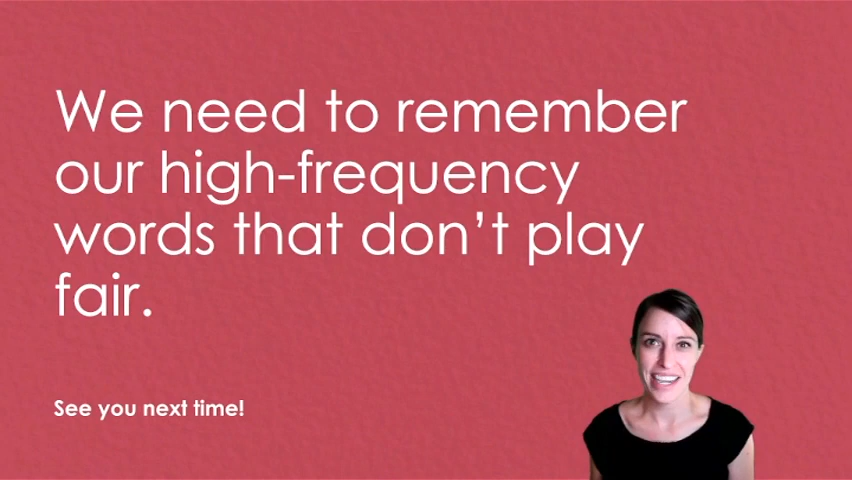 We need to remember
our high-frequency
words that don’t play
fair.
See you next time!